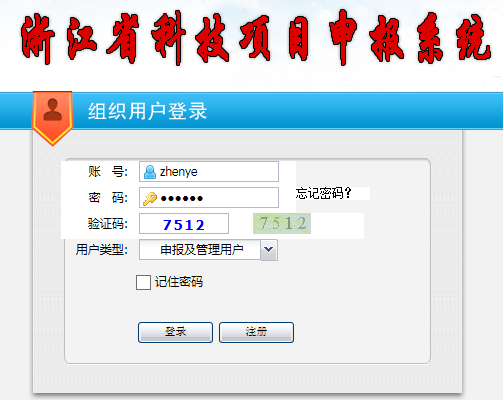 浙江省科技项目申报系统
组织用户登录
账 号: zhenye
密 码: ●●●●●● 忘记密码？
验证码: 7512 7512
用户类型: 申报及管理用户
记住密码
登录 注册